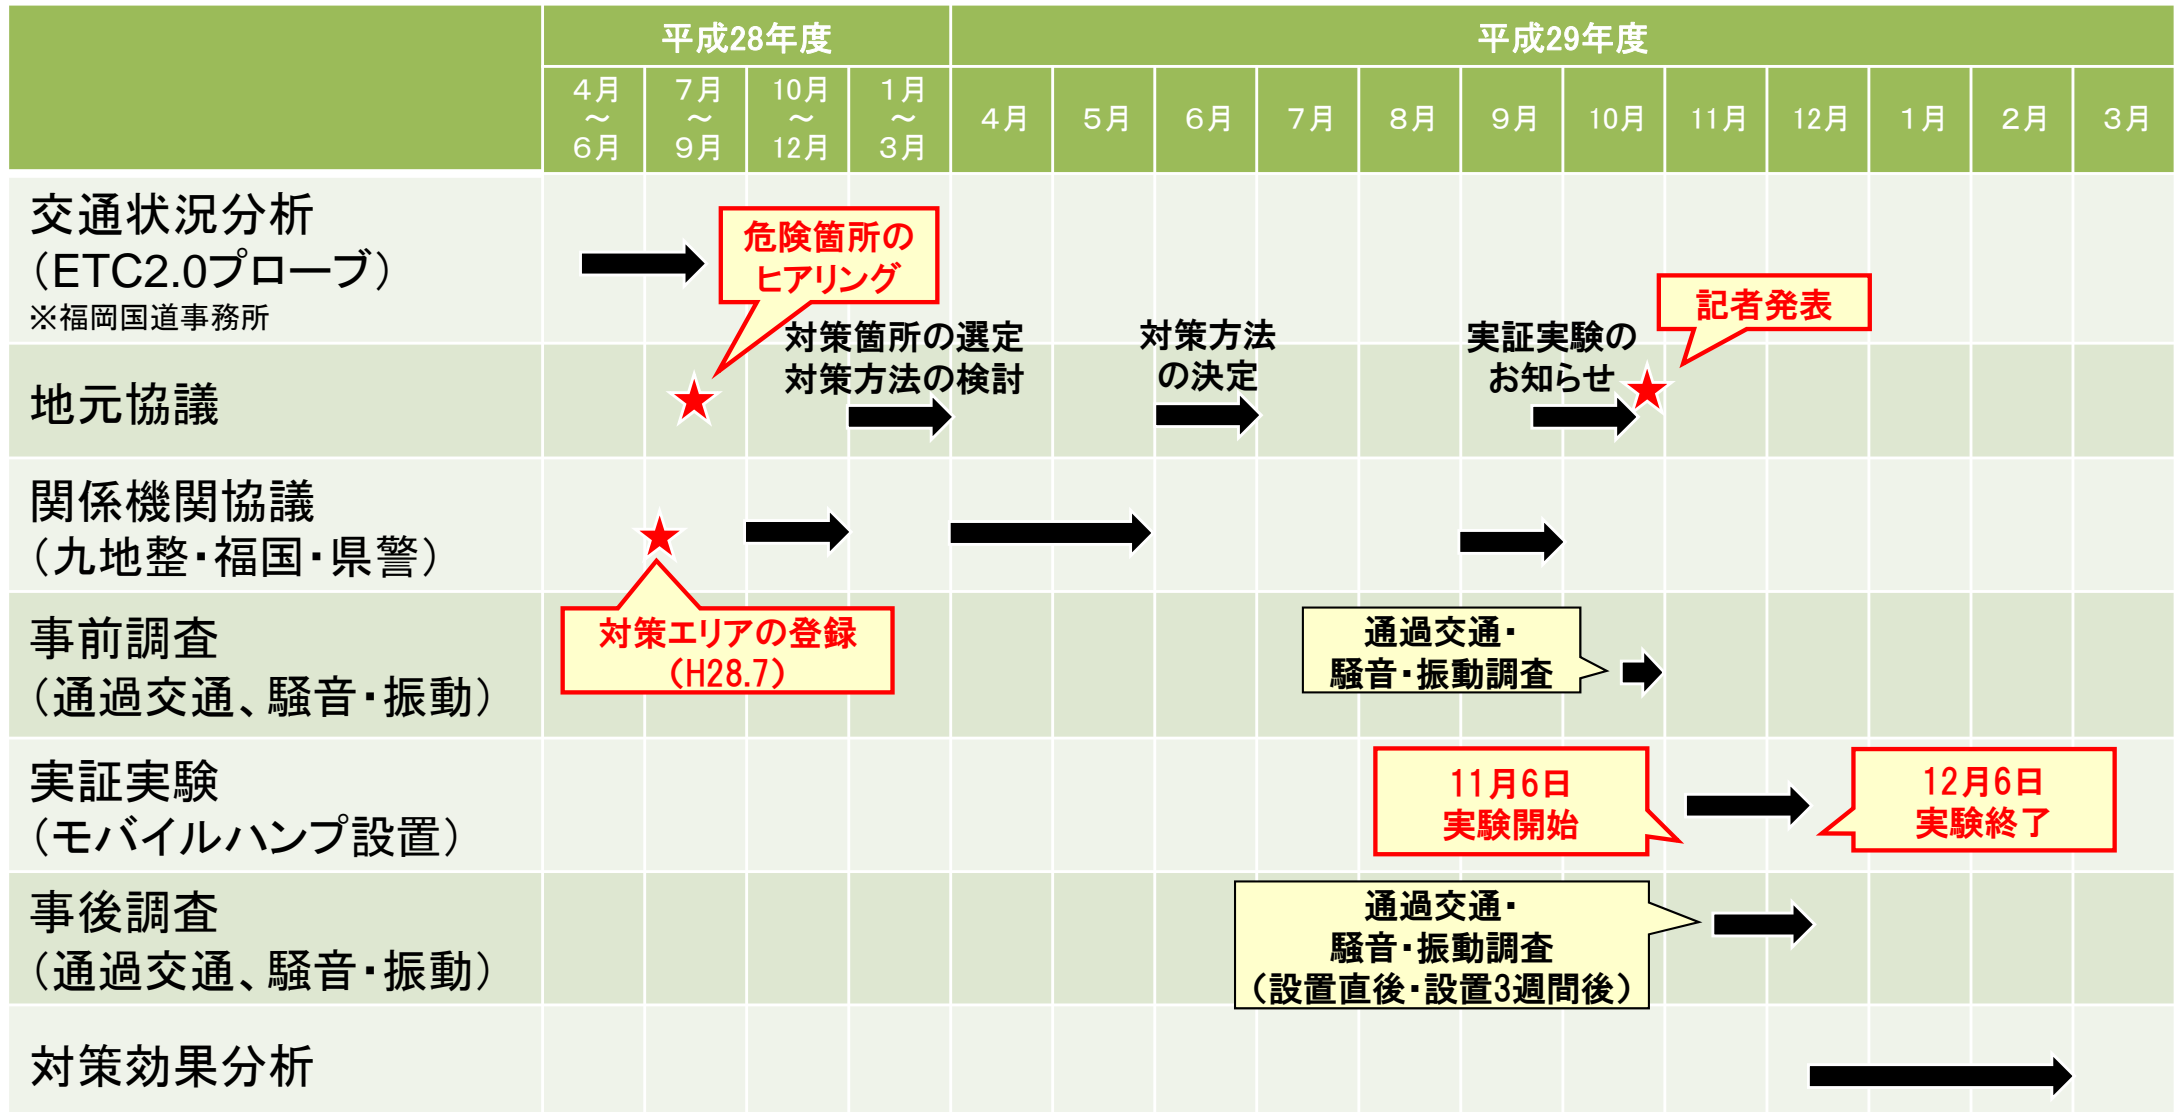 平成28年度
平成29年度
4月
～
6月
7月
～
9月
10月
～
12月
1月
～
3月
4月
5月
6月
7月
8月
9月
10月
11月
12月
1月
2月
3月
交通状況分析
（ETC2.0プローブ）
※福岡国道事務所
危険箇所の
ヒアリング
記者発表
地元協議
対策箇所の選定
対策方法の検討
対策方法
の決定
実証実験の
お知らせ
関係機関協議
（九地整・福国・県警）
対策エリアの登録
（H28.7）
事前調査
（通過交通、騒音・振動）
通過交通・
騒音・振動調査
実証実験
（モバイルハンプ設置）
11月6日
実験開始
12月6日
実験終了
事後調査
（通過交通、騒音・振動）
通過交通・
騒音・振動調査
（設置直後・設置3週間後）
対策効果分析